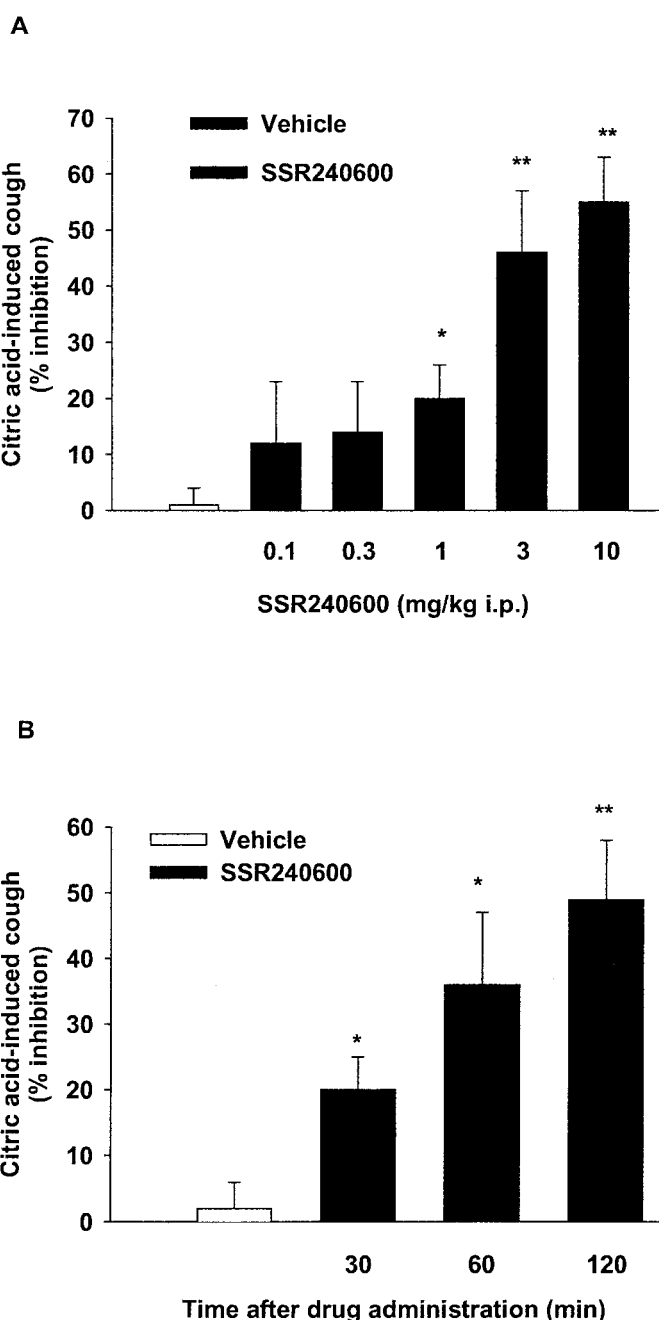 A
Citric acid-induced cough
(% inhibition)
70
60
50
40
30
20
10
0
Vehicle
SSR240600
*
**
**
0.1 0.3 1 3 10
SSR240600 (mg/kg i.p.)
B
Citric acid-induced cough
(% inhibition)
60
50
40
30
20
10
0
Vehicle
SSR240600
*
*
**
30 60 120
Time after drug administration (min)